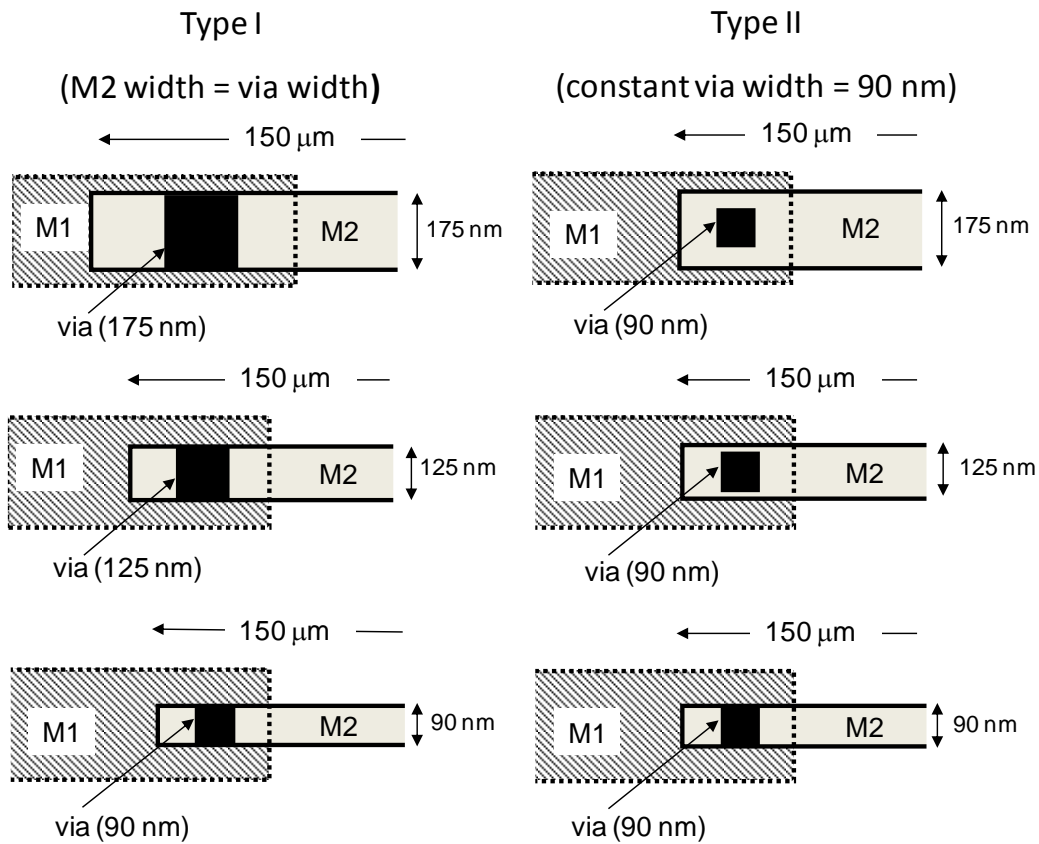 Type I
(M2 width = via width)
150 μm
M1
M2
175 nm
via (175 nm)
150 μm
M1
M2
125 nm
via (125 nm)
150 μm
M1
M2
90 nm
via (90 nm)
Type II
(constant via width = 90 nm)
150 μm
M2
175 nm
via (90 nm)
150 μm
M1
M2
125 nm
via (90 nm)
150 μm
M1
M2
90 nm
via (90 nm)